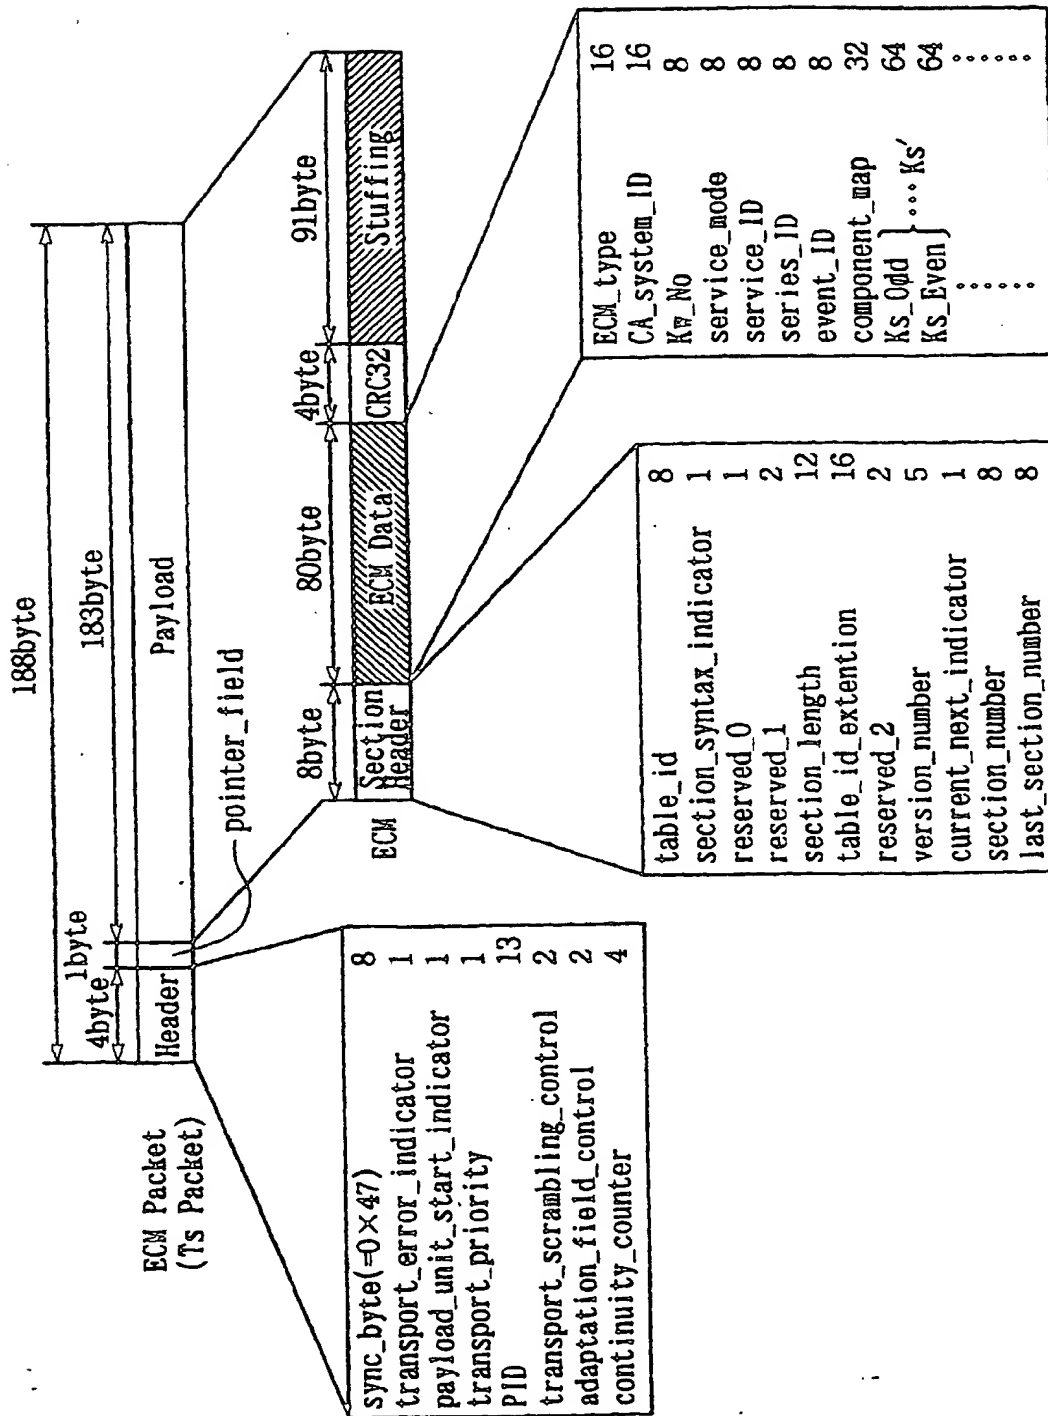 188byte
4byte 1byte 183byte
Header Payload
pointer_field
ECM Packet
(Ts Packet)
8byte 80byte 4byte 91byte
ECM Section Header ECM Data CRC32 Stuffing
sync_byte(=0×47) 8
transport_error_indicator 1
payload_unit_start_indicator 1
transport_priority 1
PID 13
transport_scrambling_control 2
adaptation_field_control 2
continuity_counter 4
table_id 8
section_syntax_indicator 1
reserved_0 1
reserved_1 2
section_length 12
table_id_extention 16
reserved_2 2
version_number 5
current_next_indicator 1
section_number 8
last_section_number 8
ECM_type 16
CA_system_ID 16
Kw_No 8
service_mode 8
service_ID 8
series_ID 8
event_ID 8
component_map 32
Ks_Odd 64
Ks_Even 64
} ···· Ks′